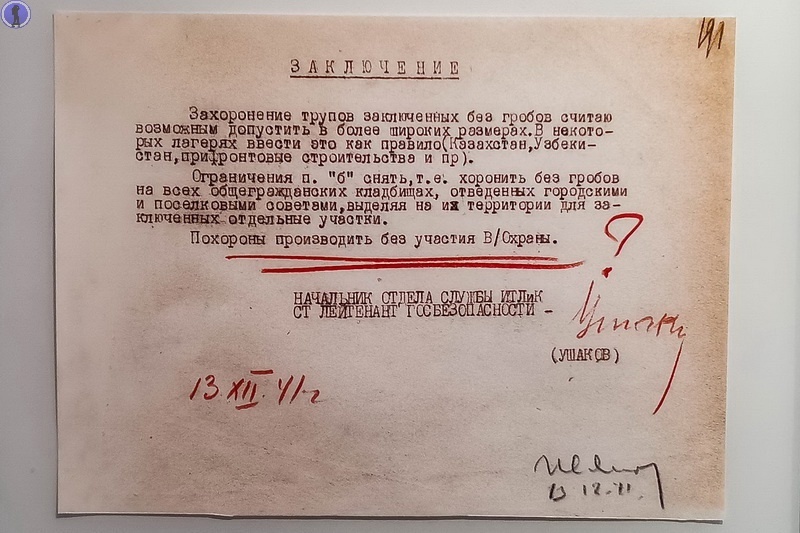 191
ЗАКЛЮЧЕНИЕ
Захоронение трупов заключенных без гробов считаю
возможным допустить в более широких размерах.В некото-
рых лагерях ввести это как правило(Казахстан,Узбеки-
стан,прифронтовые строительства и пр).
Ограничения п. "б" снять,т.е. хоронить без гробов
на всех общегражданских кладбищах, отведенных городскими
и поселковыми советами,выделяя на их территории для за-
ключенных отдельные участки.
Похороны производить без участия В/Охраны.
?
НАЧАЛЬНИК ОТДЕЛА СЛУЖБЫ ИТЛиК
СТ ЛЕЙТЕНАНТ ГОСБЕЗОПАСНОСТИ -
(УШАКОВ)
13.XII.41г
13 12.41.